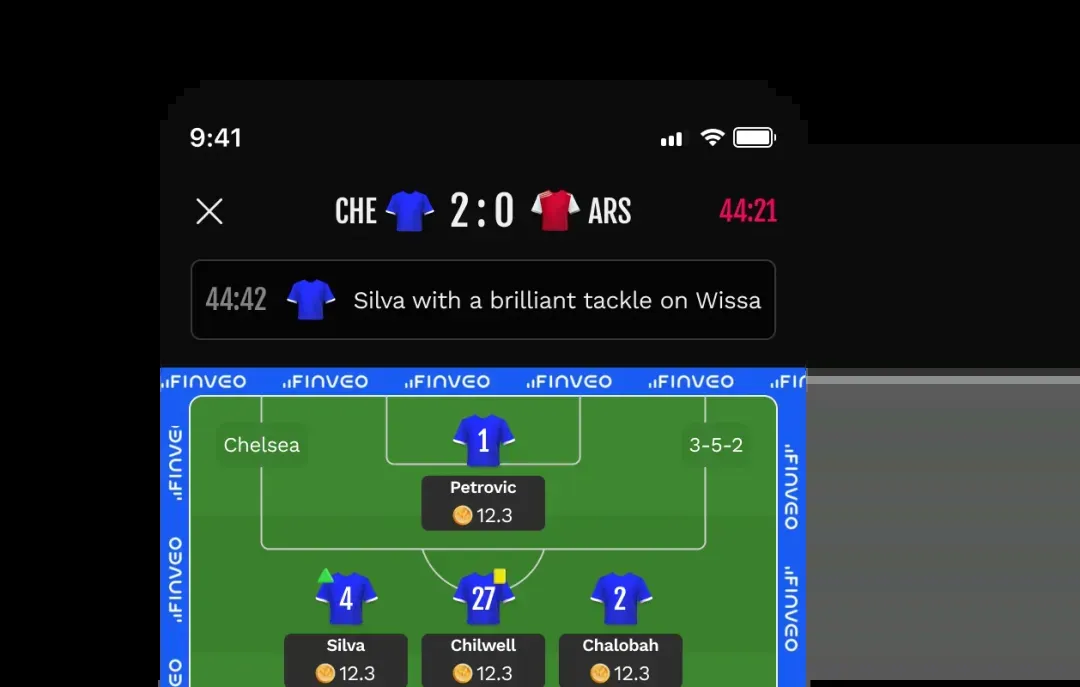 9:41
CHE 2:0 ARS 44:21
44:42 Silva with a brilliant tackle on Wissa
FINVEO FINVEO FINVEO FINVEO FINVEO FIN
Chelsea 1 3-5-2
Petrovic
12.3
4 27 2
Silva Chilwell Chalobah
12.3 12.3 12.3
FINVEO
FINVEO
FINVEO
FINVEO